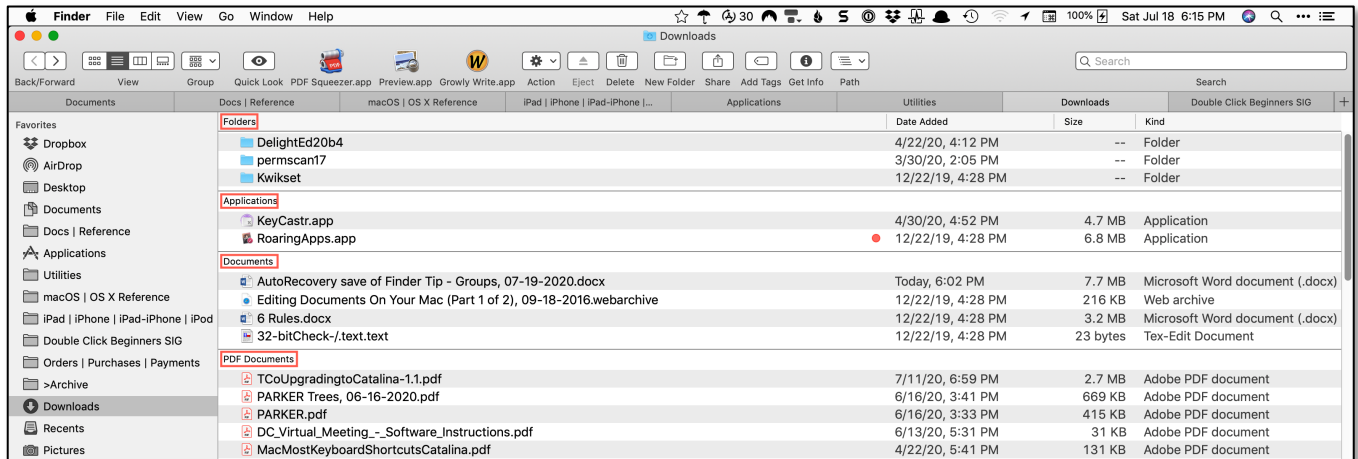 Finder File Edit View Go Window Help 30 100% Sat Jul 18 6:15 PM
Downloads
Search
Back/Forward View Group Quick Look PDF Squeezer.app Preview.app Growly Write.app Action Eject Delete New Folder Share Add Tags Get Info Path Search
Documents Docs | Reference macOS | OS X Reference iPad | iPhone | iPad-iPhone |... Applications Utilities Downloads Double Click Beginners SIG +
Favorites
Dropbox
AirDrop
Desktop
Documents
Docs | Reference
Applications
Utilities
macOS | OS X Reference
iPad | iPhone | iPad-iPhone | iPod
Double Click Beginners SIG
Orders | Purchases | Payments
>Archive
Downloads
Recents
Pictures
Folders Date Added Size Kind
DelightEd20b4 4/22/20, 4:12 PM -- Folder
permscan17 3/30/20, 2:05 PM -- Folder
Kwikset 12/22/19, 4:28 PM -- Folder
Applications
KeyCastr.app 4/30/20, 4:52 PM 4.7 MB Application
RoaringApps.app 12/22/19, 4:28 PM 6.8 MB Application
Documents
AutoRecovery save of Finder Tip - Groups, 07-19-2020.docx Today, 6:02 PM 7.7 MB Microsoft Word document (.docx)
Editing Documents On Your Mac (Part 1 of 2), 09-18-2016.webarchive 12/22/19, 4:28 PM 216 KB Web archive
6 Rules.docx 12/22/19, 4:28 PM 3.2 MB Microsoft Word document (.docx)
32-bitCheck-/.text.text 12/22/19, 4:28 PM 23 bytes Tex-Edit Document
PDF Documents
TCoUpgradingtoCatalina-1.1.pdf 7/11/20, 6:59 PM 2.7 MB Adobe PDF document
PARKER Trees, 06-16-2020.pdf 6/16/20, 3:41 PM 669 KB Adobe PDF document
PARKER.pdf 6/16/20, 3:33 PM 415 KB Adobe PDF document
DC_Virtual_Meeting_-_Software_Instructions.pdf 6/13/20, 5:31 PM 31 KB Adobe PDF document
MacMostKeyboardShortcutsCatalina.pdf 4/22/20, 5:41 PM 131 KB Adobe PDF document